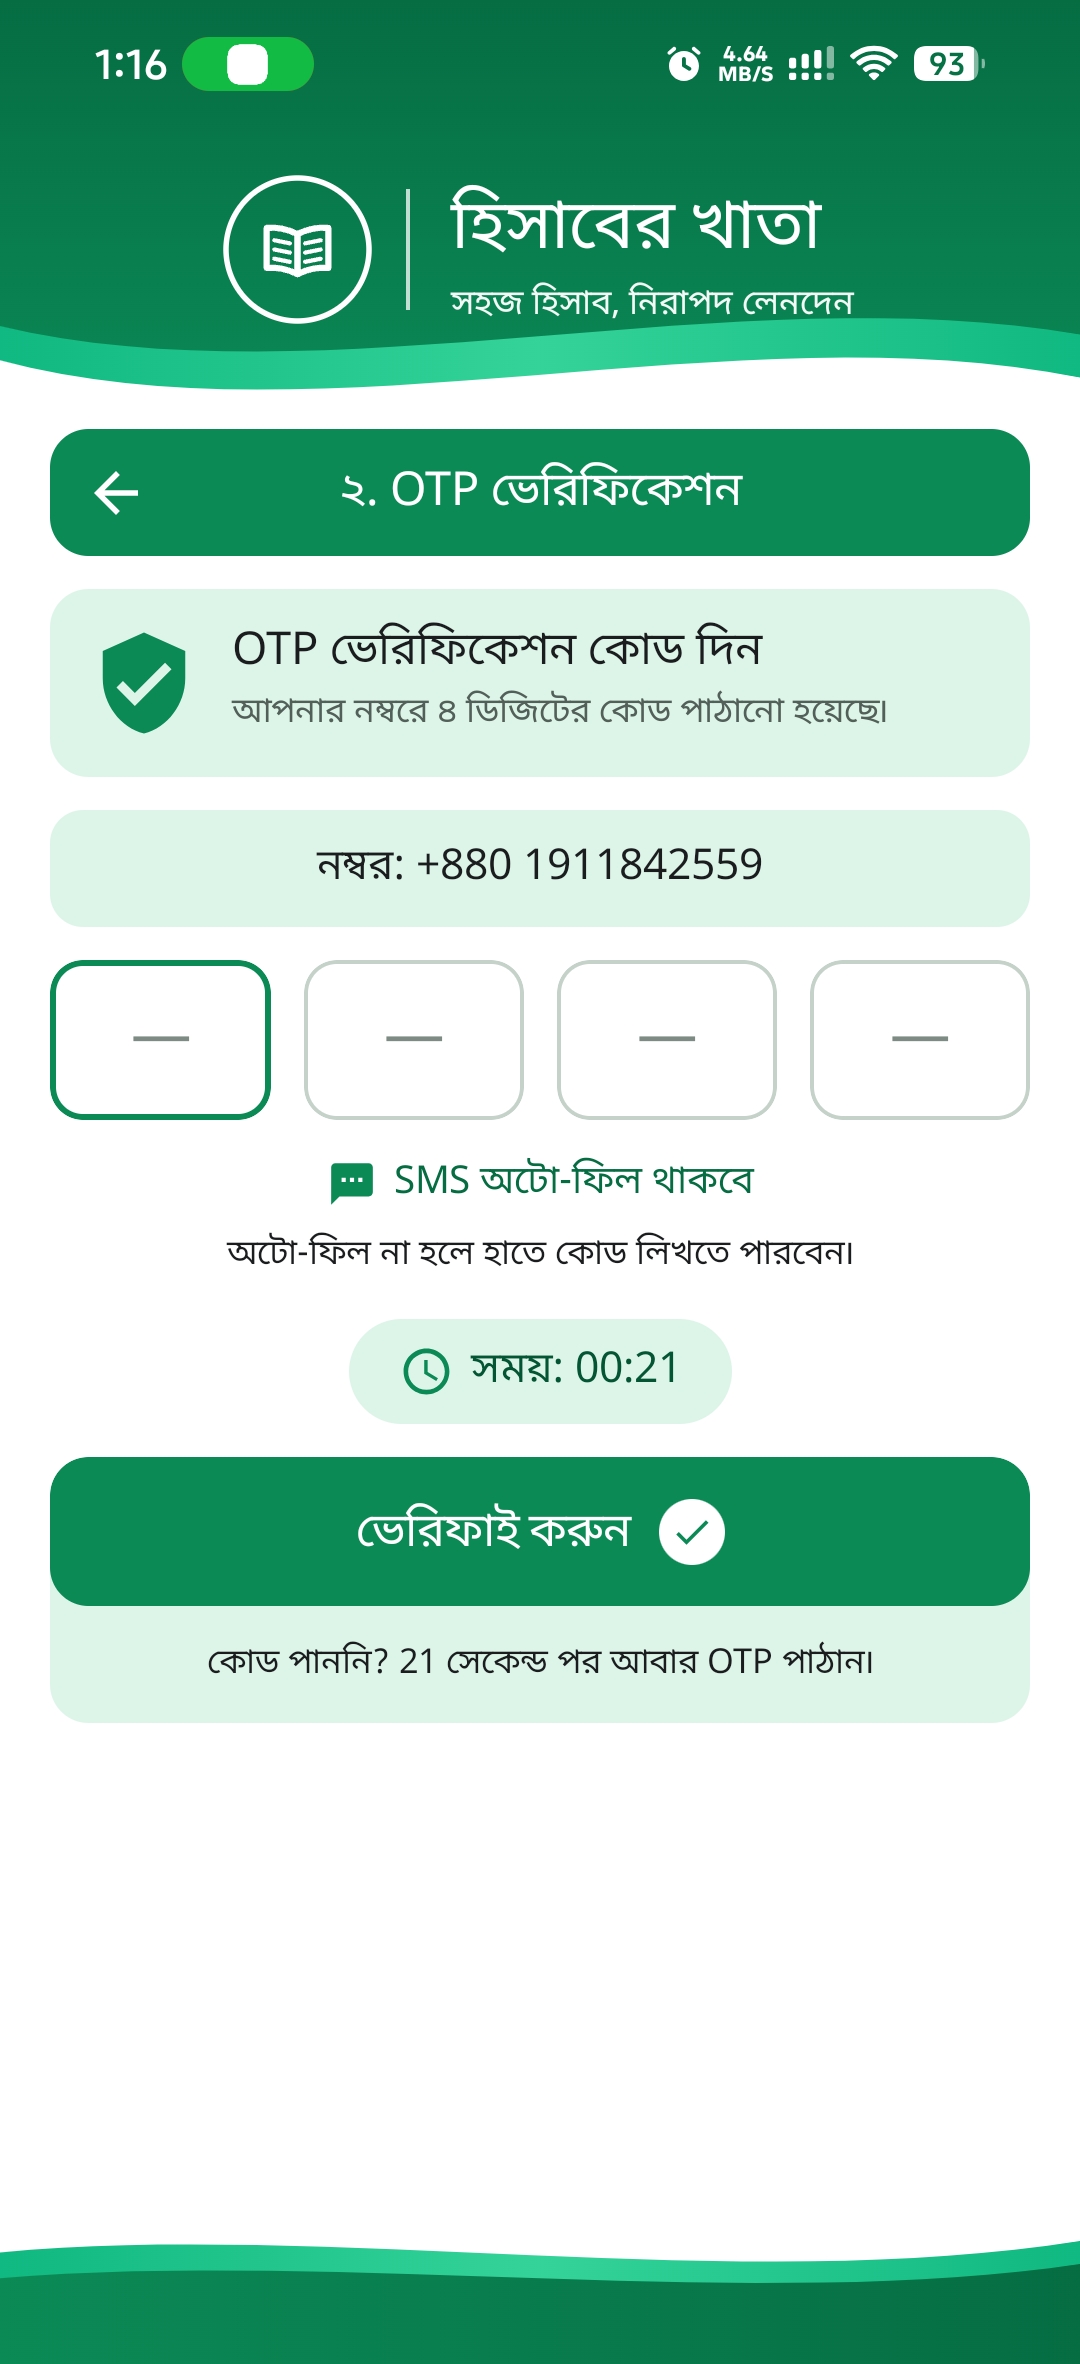 1:16
4.64
MB/S
93
হিসাবের খাতা
সহজ হিসাব, নিরাপদ লেনদেন
২. OTP ভেরিফিকেশন
OTP ভেরিফিকেশন কোড দিন
আপনার নম্বরে ৪ ডিজিটের কোড পাঠানো হয়েছে।
নম্বর: +880 1911842559
— — — —
SMS অটো-ফিল থাকবে
অটো-ফিল না হলে হাতে কোড লিখতে পারবেন।
সময়: 00:21
ভেরিফাই করুন
কোড পাননি? 21 সেকেন্ড পর আবার OTP পাঠান।